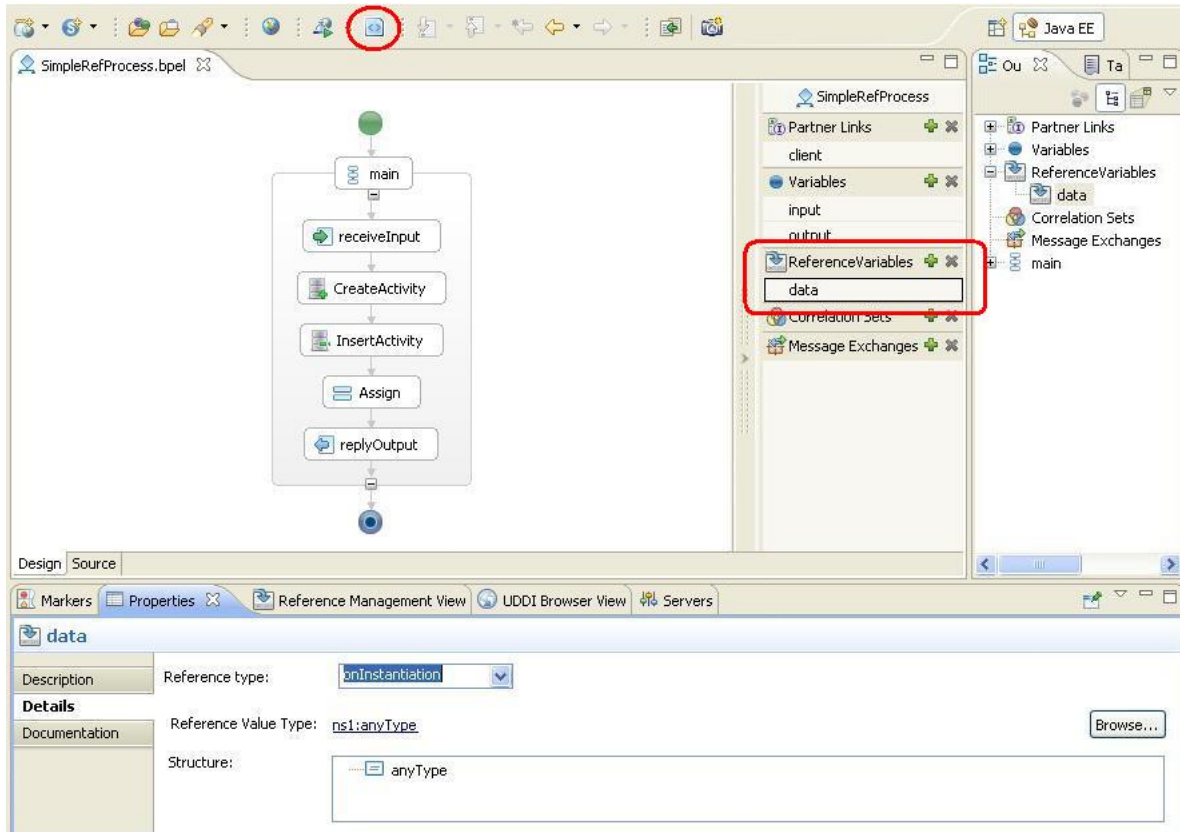 Java EE
SimpleRefProcess.bpel
Ou
Ta
main
receiveInput
CreateActivity
InsertActivity
Assign
replyOutput
Design
Source
SimpleRefProcess
Partner Links
client
Variables
input
output
ReferenceVariables
data
Correlation Sets
Message Exchanges
Partner Links
Variables
ReferenceVariables
data
Correlation Sets
Message Exchanges
main
Markers
Properties
Reference Management View
UDDI Browser View
Servers
data
Description
Details
Documentation
Reference type:
onInstantiation
Reference Value Type:
ns1:anyType
Browse...
Structure:
anyType